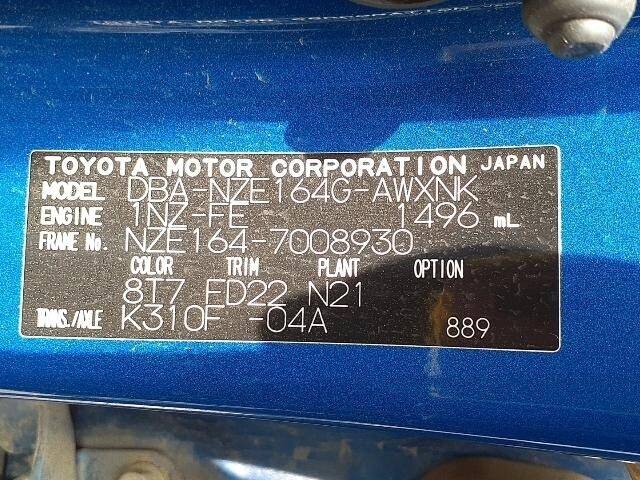 TOYOTA MOTOR CORPORATION JAPAN
MODEL DBA-NZE164G-AWXNK
ENGINE 1NZ-FE 1496 mL
FRAME No. NZE164-7008930
COLOR TRIM PLANT OPTION
8T7 ED22 N21
TRANS./AXLE K310F -04A 889